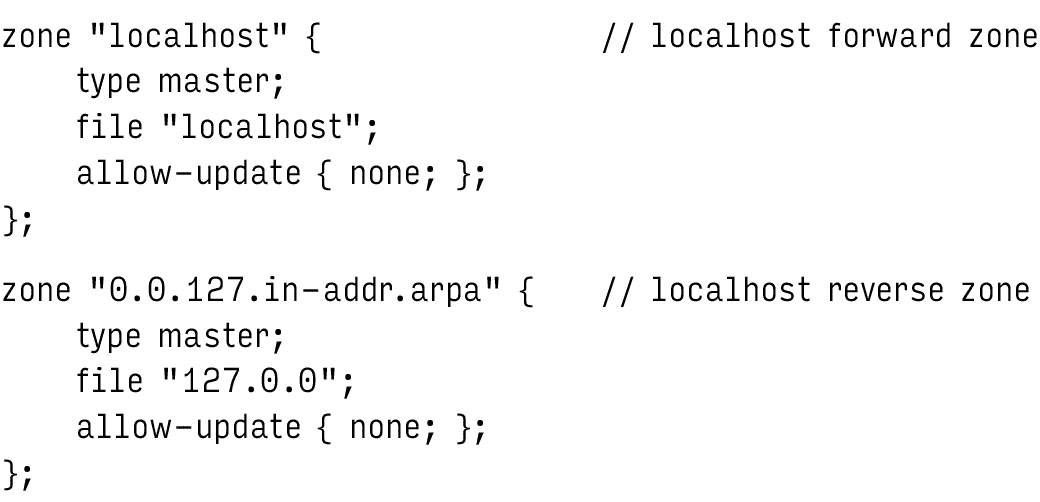 zone "localhost" { // localhost forward zone
type master;
file "localhost";
allow-update { none; };
};
zone "0.0.127.in-addr.arpa" { // localhost reverse zone
type master;
file "127.0.0";
allow-update { none; };
};